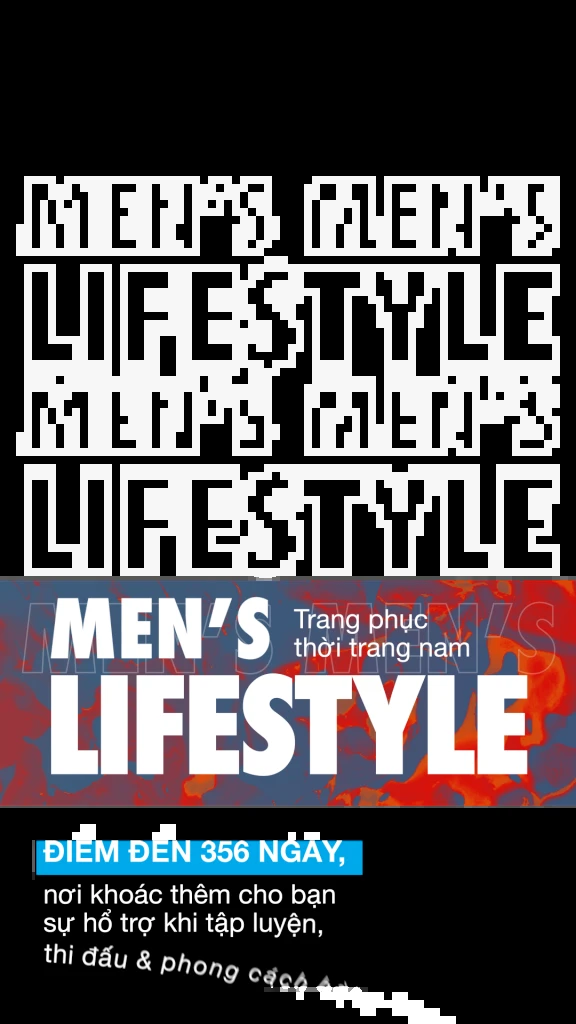 MEN'S MEN'S
LIFESTYLE
MEN'S MEN'S
LIFESTYLE
MEN'S MEN'S
MEN'S
Trang phục
thời trang nam
LIFESTYLE
ĐIỂM ĐẾN 356 NGÀY,
nơi khoác thêm cho bạn
sự hổ trợ khi tập luyện,
thi đấu & phong cách